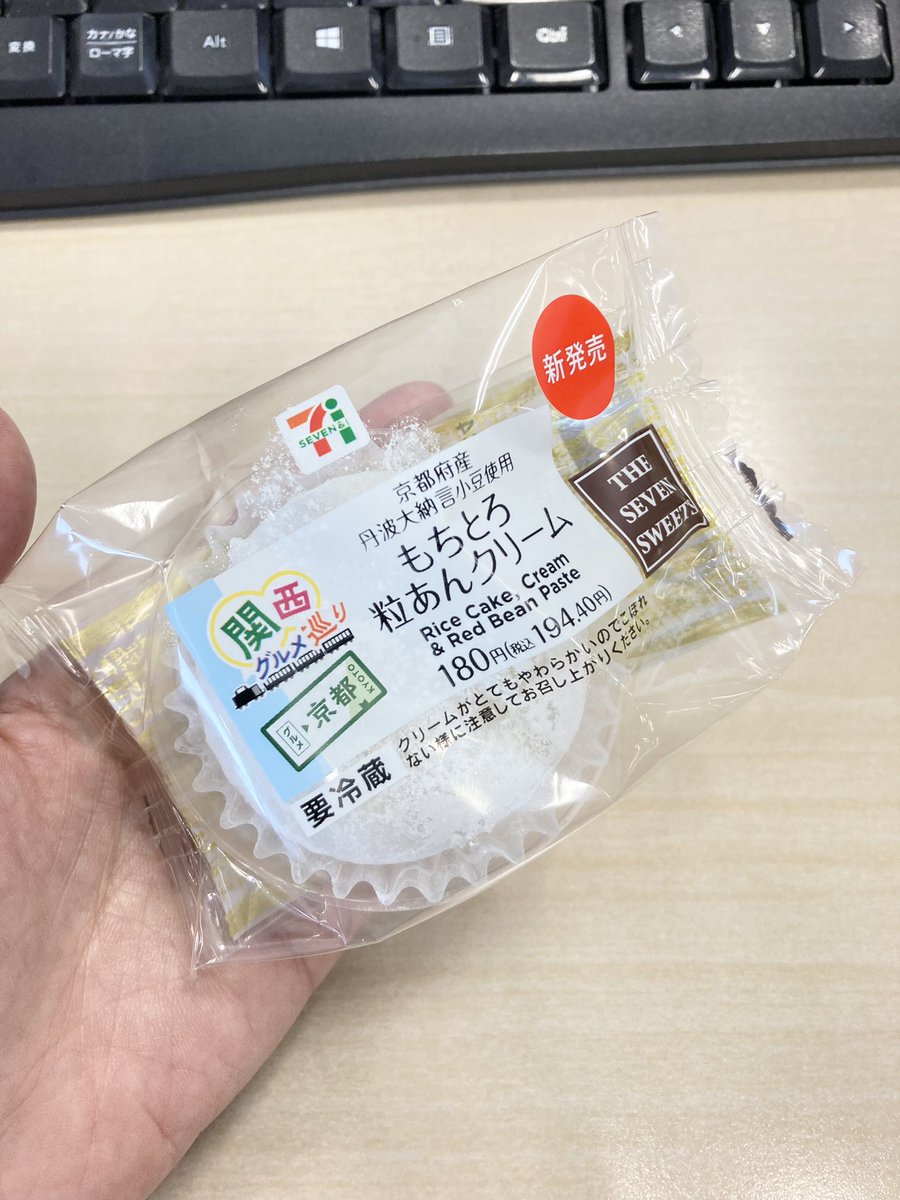 変換
カタカナ/かな
ローマ字
Alt
Ctrl
新発売
7i
SEVEN&i
THE
SEVEN
SWEETS
京都府産
丹波大納言小豆使用
もちとろ
粒あんクリーム
Rice Cake, Cream
& Red Bean Paste
180円(税込194.40円)
関西
グルメ巡り
グルメ
京都
KYOTO
要冷蔵
クリームがとてもやわらかいのでこぼれ
ない様に注意してお召し上がりください。